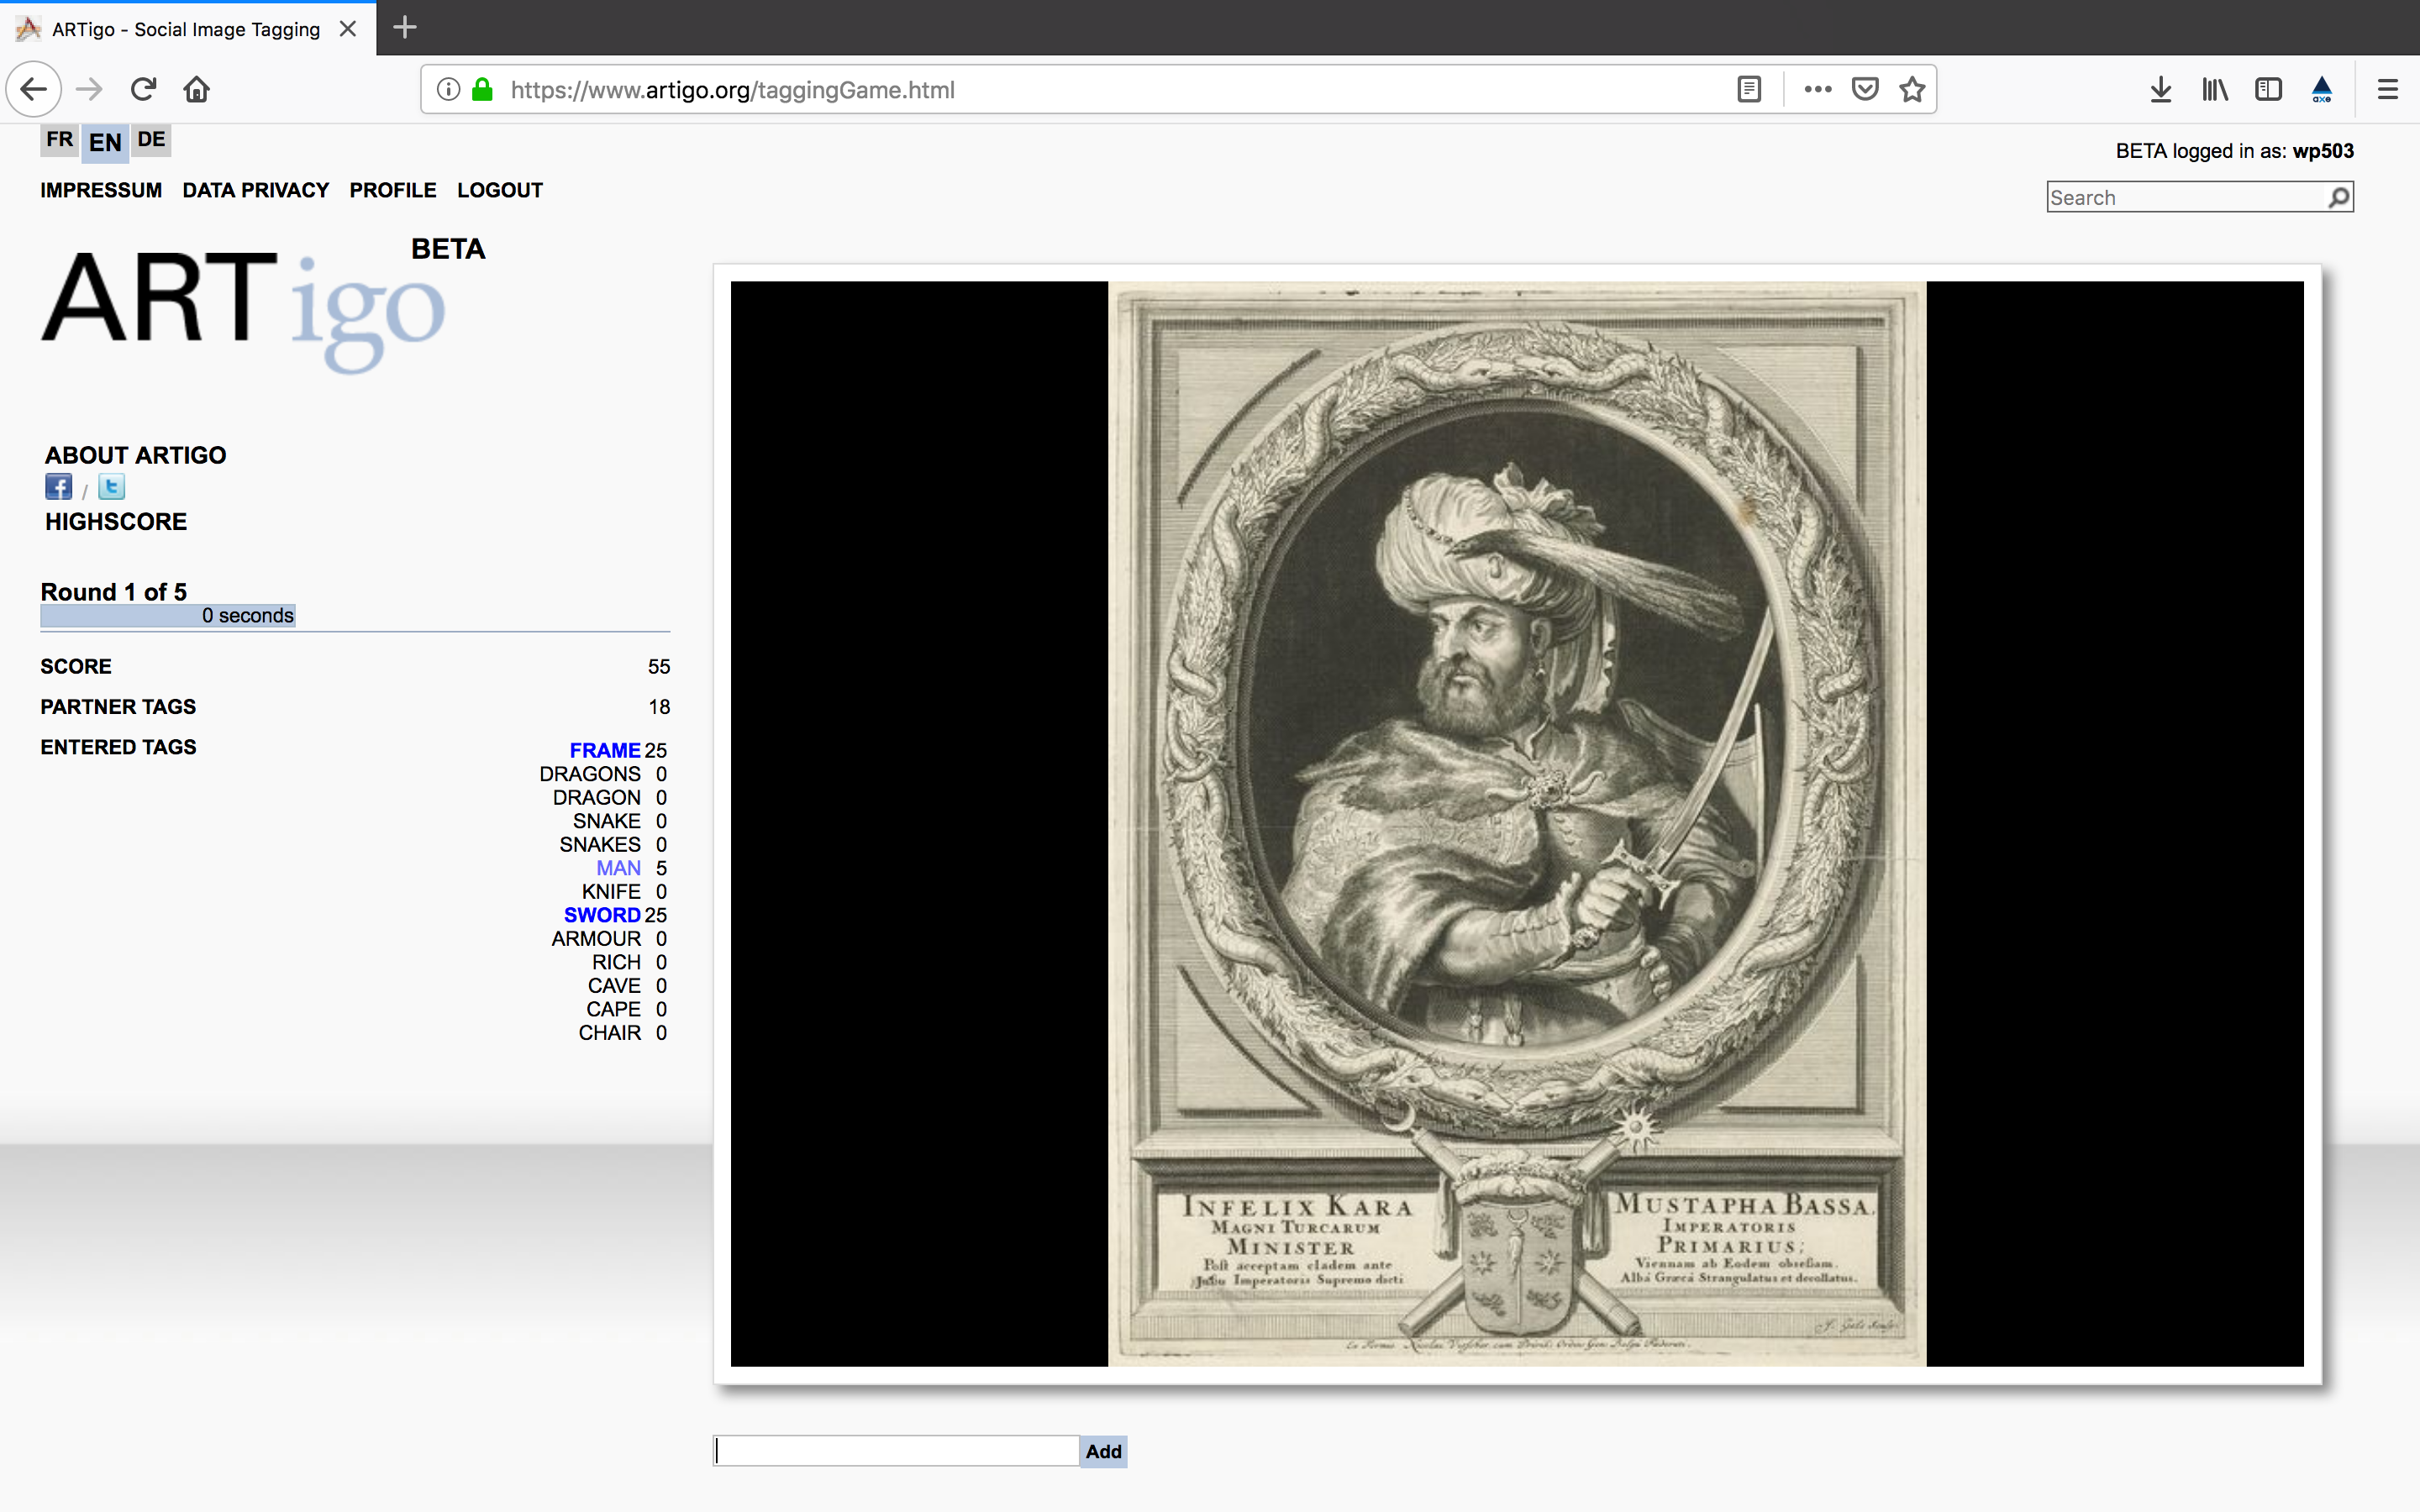 ARTigo - Social Image Tagging
https://www.artigo.org/taggingGame.html
axe
FR EN DE
BETA logged in as: wp503
IMPRESSUM DATA PRIVACY PROFILE LOGOUT
Search
ARTigo BETA
ABOUT ARTIGO
/
HIGHSCORE
Round 1 of 5
0 seconds
SCORE 55
PARTNER TAGS 18
ENTERED TAGS
FRAME 25
DRAGONS 0
DRAGON 0
SNAKE 0
SNAKES 0
MAN 5
KNIFE 0
SWORD 25
ARMOUR 0
RICH 0
CAVE 0
CAPE 0
CHAIR 0
INFELIX KARA
MAGNI TURCARUM
MINISTER
Post acceptam cladem ante
Jussu Imperatoris Supremo dicti
MUSTAPHA BASSA,
IMPERATORIS
PRIMARIUS;
Viennam ab Eodem obsessam.
Albá Græcá Strangulatus et decollatus.
Add